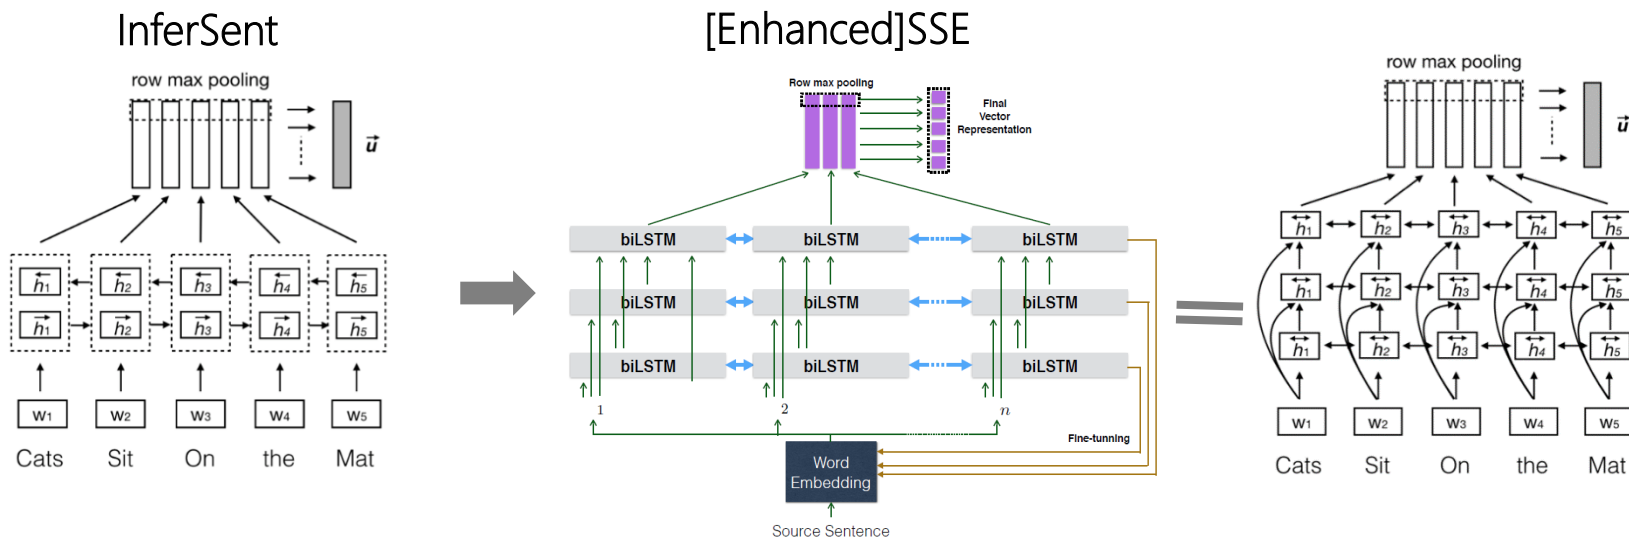 InferSent
row max pooling
u
h1 h2 h3 h4 h5
h1 h2 h3 h4 h5
w1 w2 w3 w4 w5
Cats Sit On the Mat
[Enhanced]SSE
Row max pooling
Final
Vector
Representation
biLSTM biLSTM biLSTM
biLSTM biLSTM biLSTM
biLSTM biLSTM biLSTM
1 2 n
Fine-tunning
Word
Embedding
Source Sentence
row max pooling
u
h1 h2 h3 h4 h5
h1 h2 h3 h4 h5
h1 h2 h3 h4 h5
w1 w2 w3 w4 w5
Cats Sit On the Mat